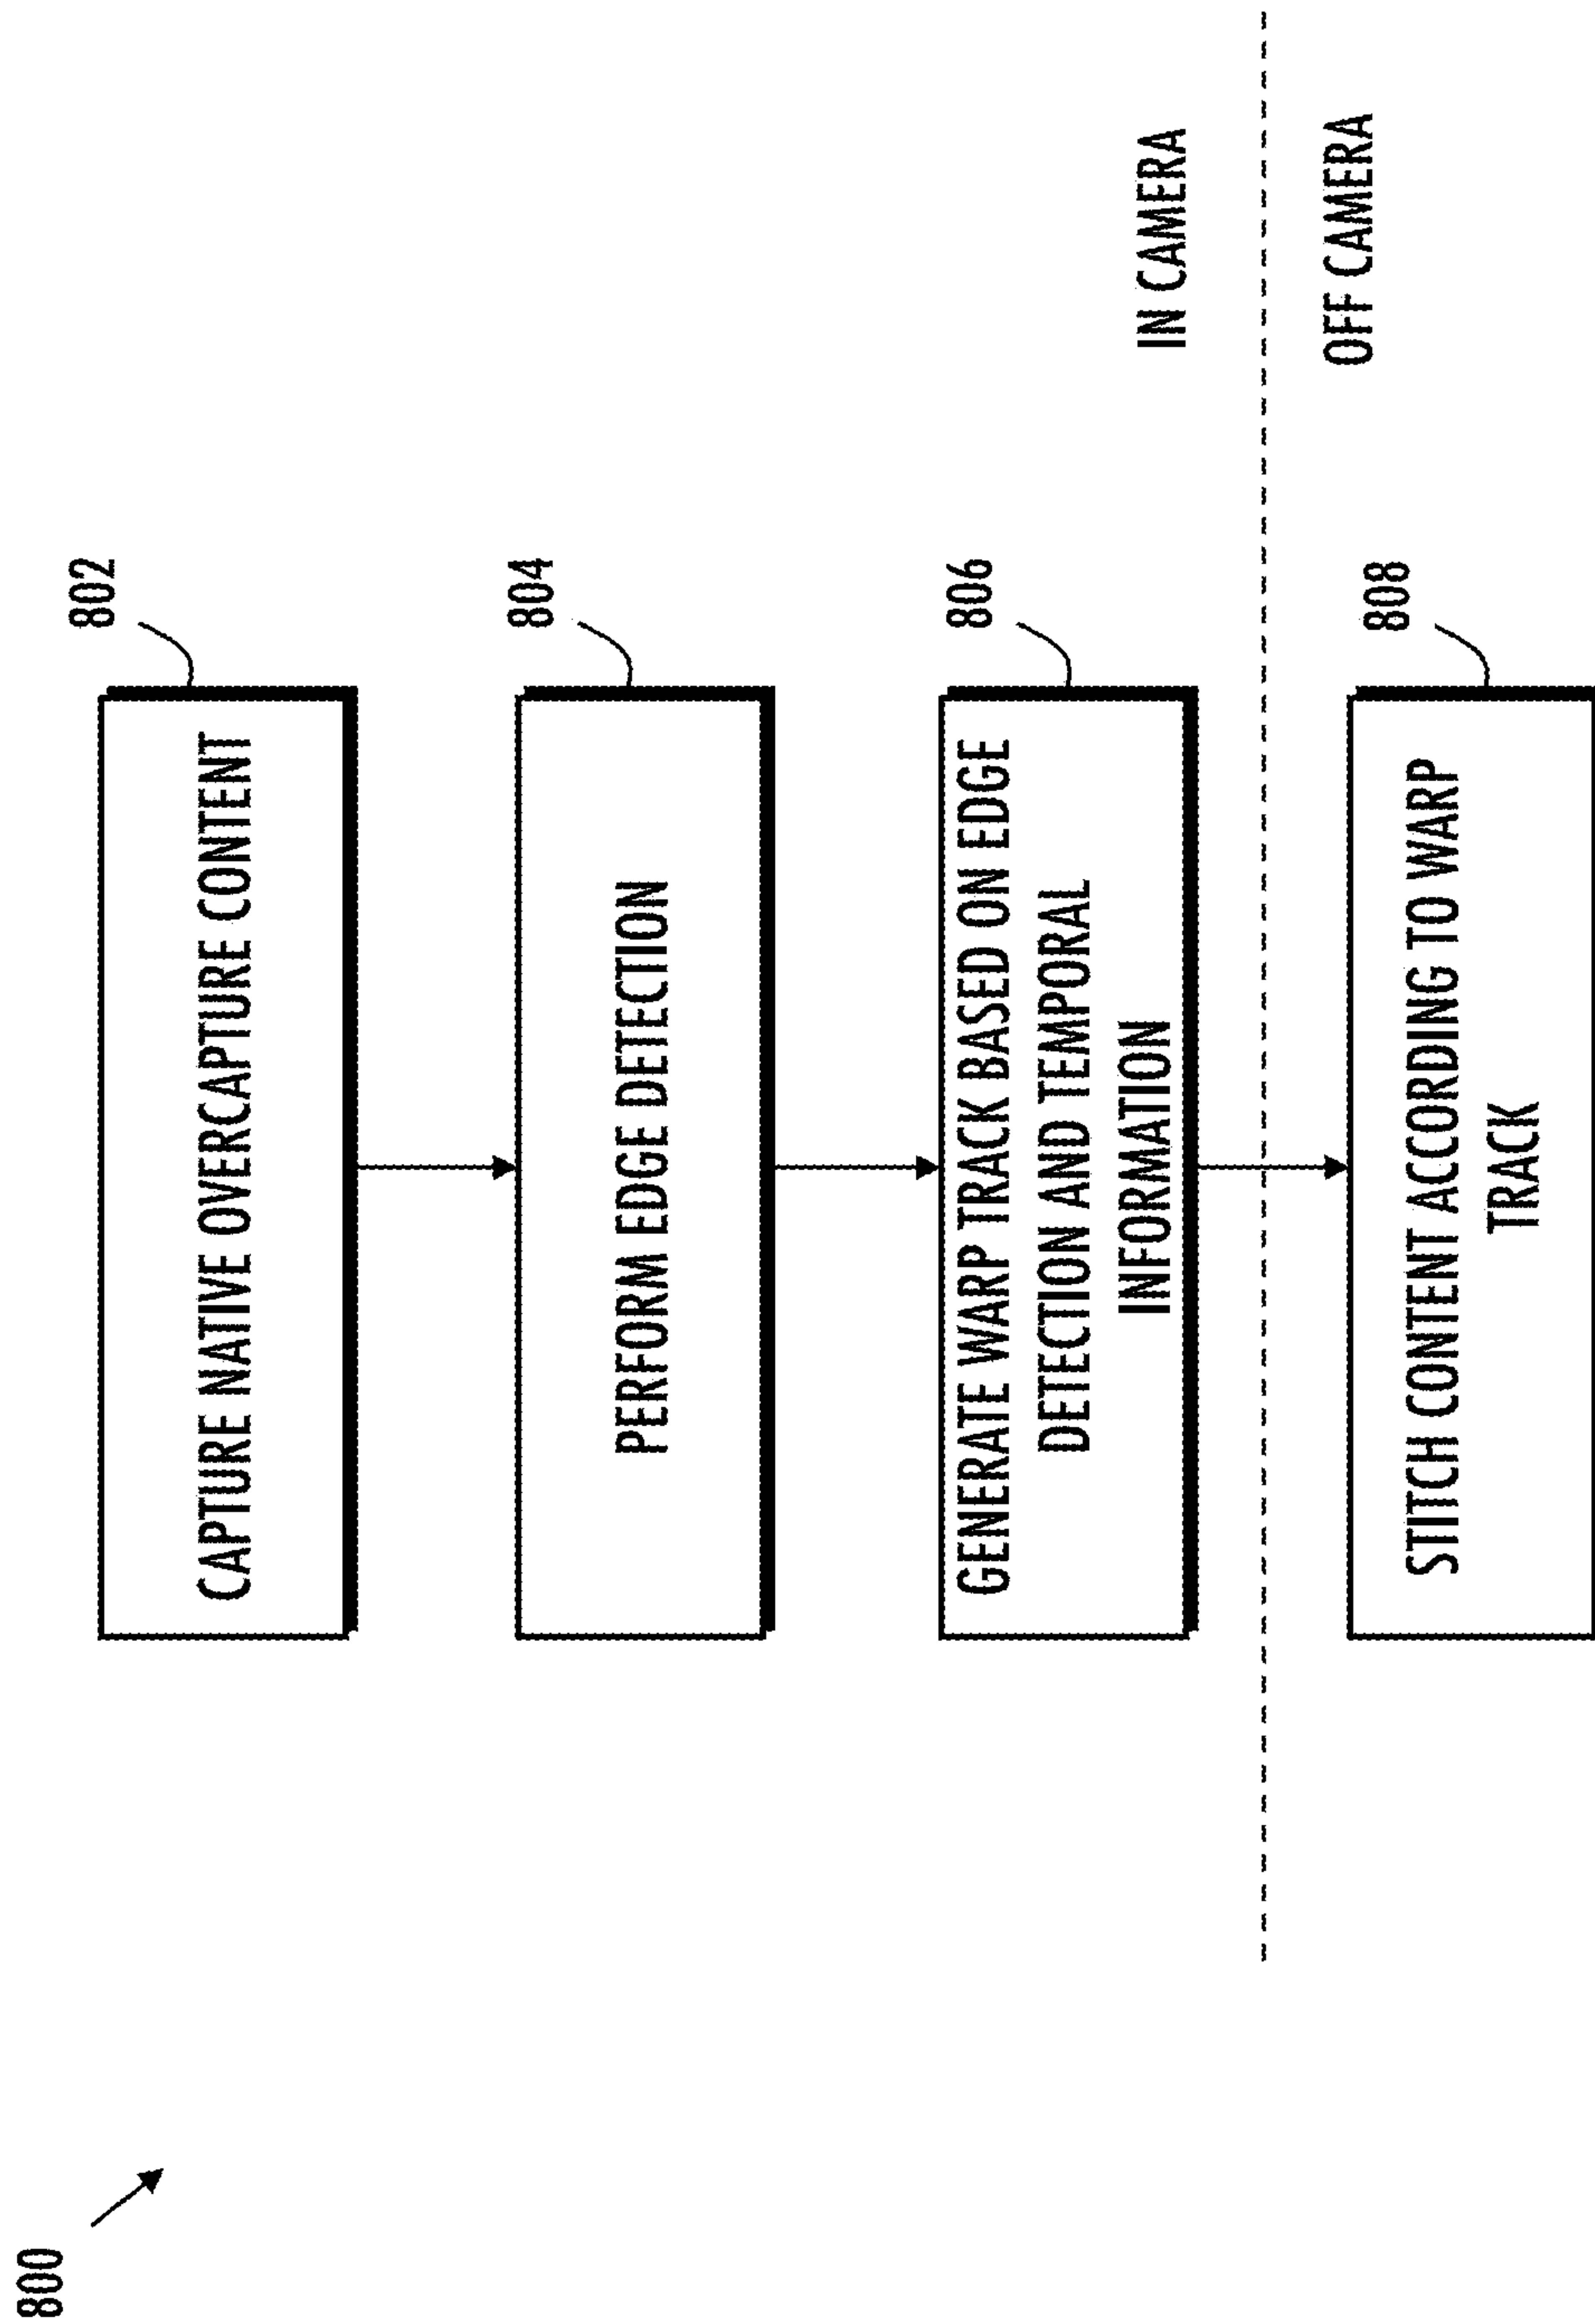 800
802
CAPTURE NATIVE OVERCAPTURE CONTENT
804
PERFORM EDGE DETECTION
806
GENERATE WARP TRACK BASED ON EDGE
DETECTION AND TEMPORAL
INFORMATION
IN CAMERA
OFF CAMERA
808
STITCH CONTENT ACCORDING TO WARP
TRACK